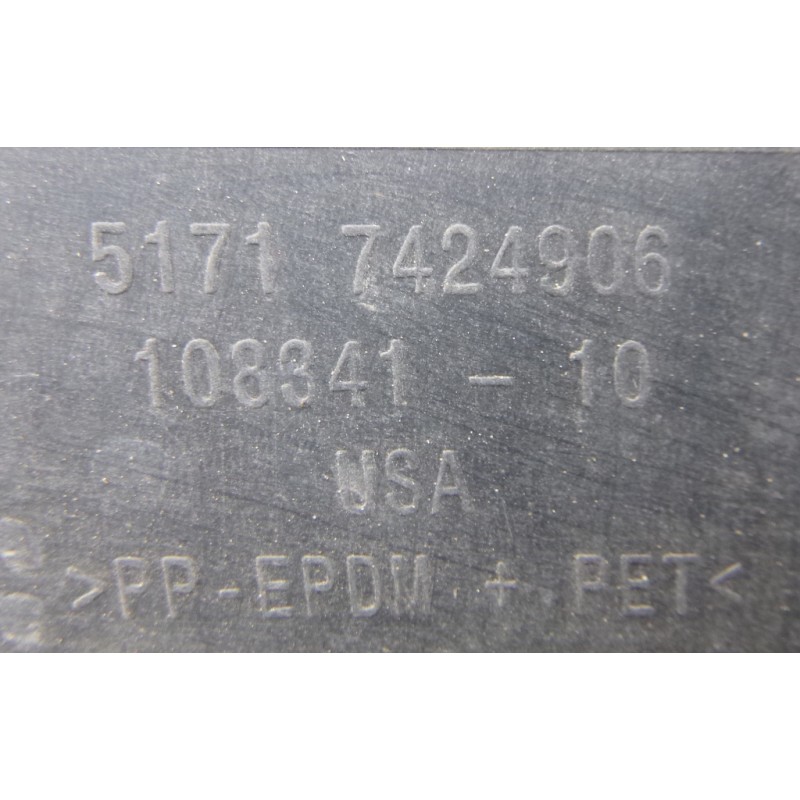 5171 7424906
108341 - 10
USA
>PP-EPDM + PET<